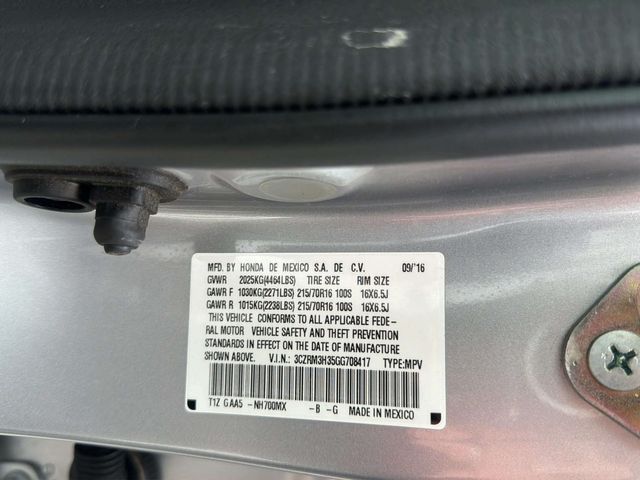 MFD. BY HONDA DE MEXICO S.A. DE C.V. 09/'16
GVWR 2025KG(4464LBS) TIRE SIZE RIM SIZE
GAWR F 1030KG(2271LBS) 215/70R16 100S 16X6.5J
GAWR R 1015KG(2238LBS) 215/70R16 100S 16X6.5J
THIS VEHICLE CONFORMS TO ALL APPLICABLE FEDE-
RAL MOTOR VEHICLE SAFETY AND THEFT PREVENTION
STANDARDS IN EFFECT ON THE DATE OF MANUFACTURE
SHOWN ABOVE. V.I.N.: 3CZRM3H35GG708417 TYPE:MPV
T1Z GAA5 -NH700MX -B -G MADE IN MEXICO